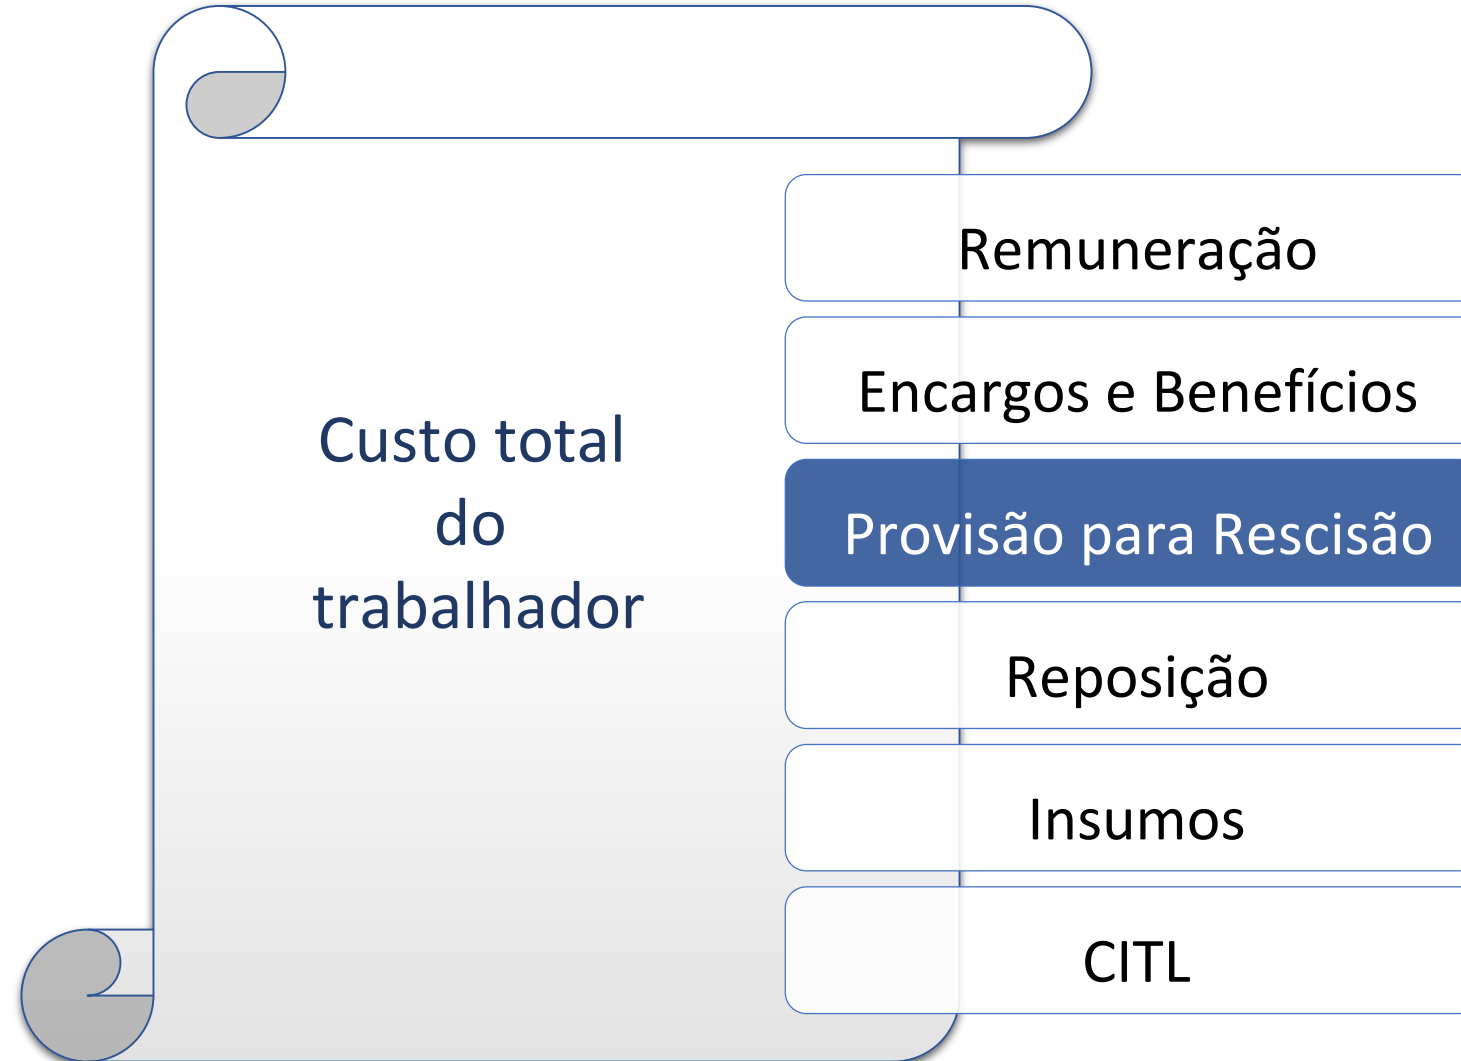 Custo total
do
trabalhador
Remuneração
Encargos e Benefícios
Provisão para Rescisão
Reposição
Insumos
CITL